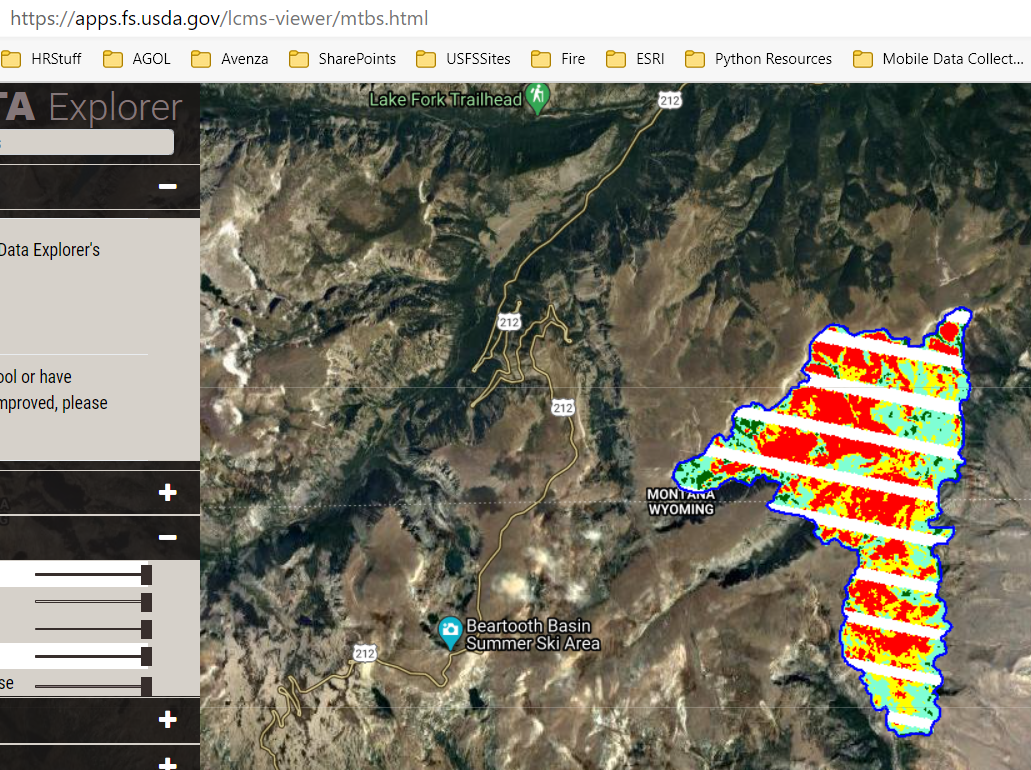 https://apps.fs.usda.gov/lcms-viewer/mtbs.html
HRStuff AGOL Avenza SharePoints USFSSites Fire ESRI Python Resources Mobile Data Collect...
TA Explorer
Data Explorer's
ool or have
mproved, please
se
Lake Fork Trailhead
212
212
212
MONTANA
WYOMING
Beartooth Basin
Summer Ski Area
212